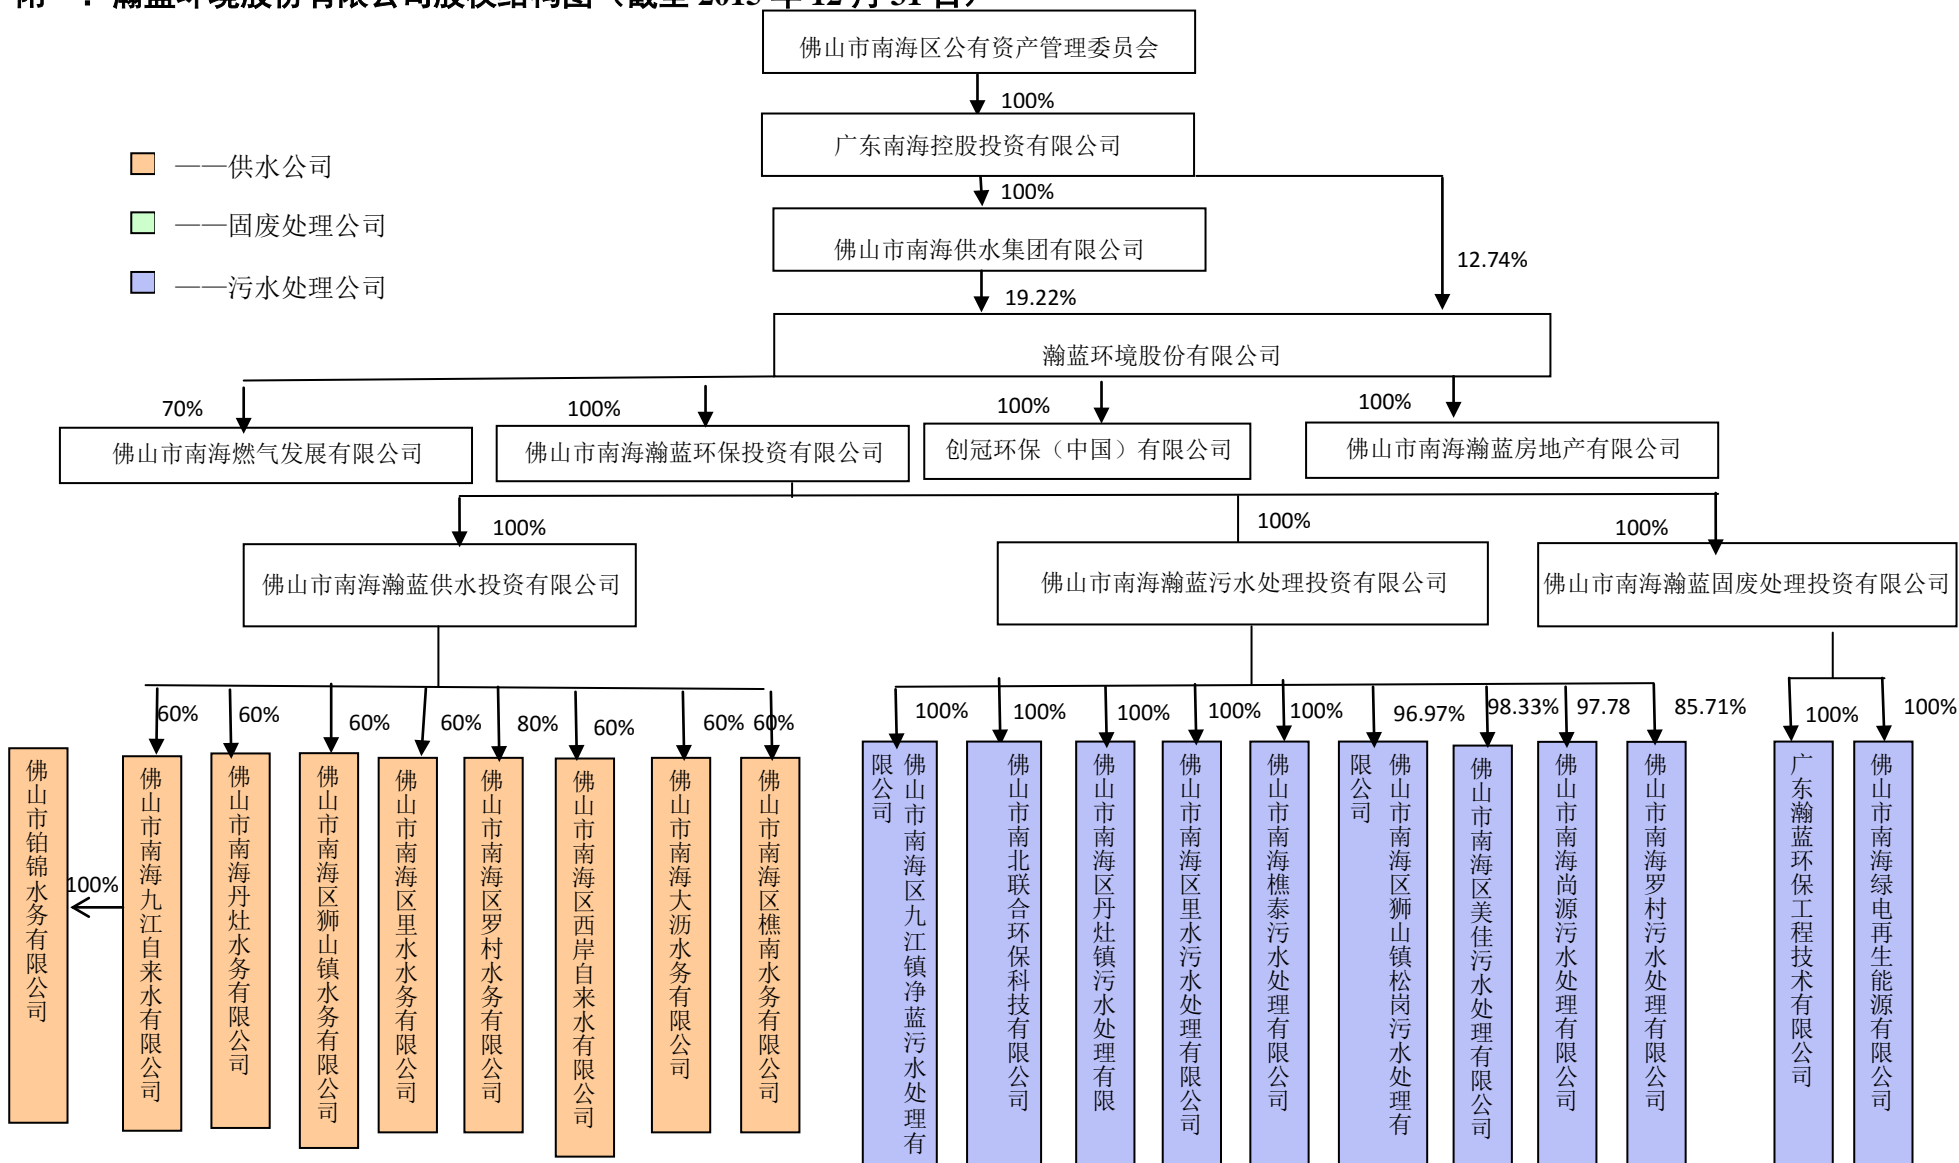 瀚蓝环境股份有限公司股权结构图（截至 2015 年 12 月 31 日）
佛山市南海区公有资产管理委员会
100%
广东南海控股投资有限公司
——供水公司
——固废处理公司
——污水处理公司
100%
佛山市南海供水集团有限公司
12.74%
19.22%
瀚蓝环境股份有限公司
70%
100%
100%
100%
佛山市南海燃气发展有限公司
佛山市南海瀚蓝环保投资有限公司
创冠环保（中国）有限公司
佛山市南海瀚蓝房地产有限公司
100%
100%
100%
佛山市南海瀚蓝供水投资有限公司
佛山市南海瀚蓝污水处理投资有限公司
佛山市南海瀚蓝固废处理投资有限公司
60%
60%
60%
60%
80%
60%
60%
60%
100%
100%
100%
100%
100%
96.97%
98.33%
97.78
85.71%
100%
100%
佛山市铂锦水务有限公司
100%
佛山市南海九江自来水有限公司
佛山市南海丹灶水务有限公司
佛山市南海区狮山镇水务有限公司
佛山市南海区里水水务有限公司
佛山市南海区罗村水务有限公司
佛山市南海区西岸自来水有限公司
佛山市南海大沥水务有限公司
佛山市南海区樵南水务有限公司
佛山市南海区九江镇净蓝污水处理有
限公司
佛山市南北联合环保科技有限公司
佛山市南海区丹灶镇污水处理有限
佛山市南海区里水污水处理有限公司
佛山市南海樵泰污水处理有限公司
佛山市南海区狮山镇松岗污水处理有
限公司
佛山市南海区美佳污水处理有限公司
佛山市南海尚源污水处理有限公司
佛山市南海罗村污水处理有限公司
广东瀚蓝环保工程技术有限公司
佛山市南海绿电再生能源有限公司